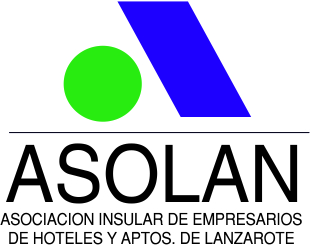 ASOLAN
ASOCIACION INSULAR DE EMPRESARIOS
DE HOTELES Y APTOS. DE LANZAROTE